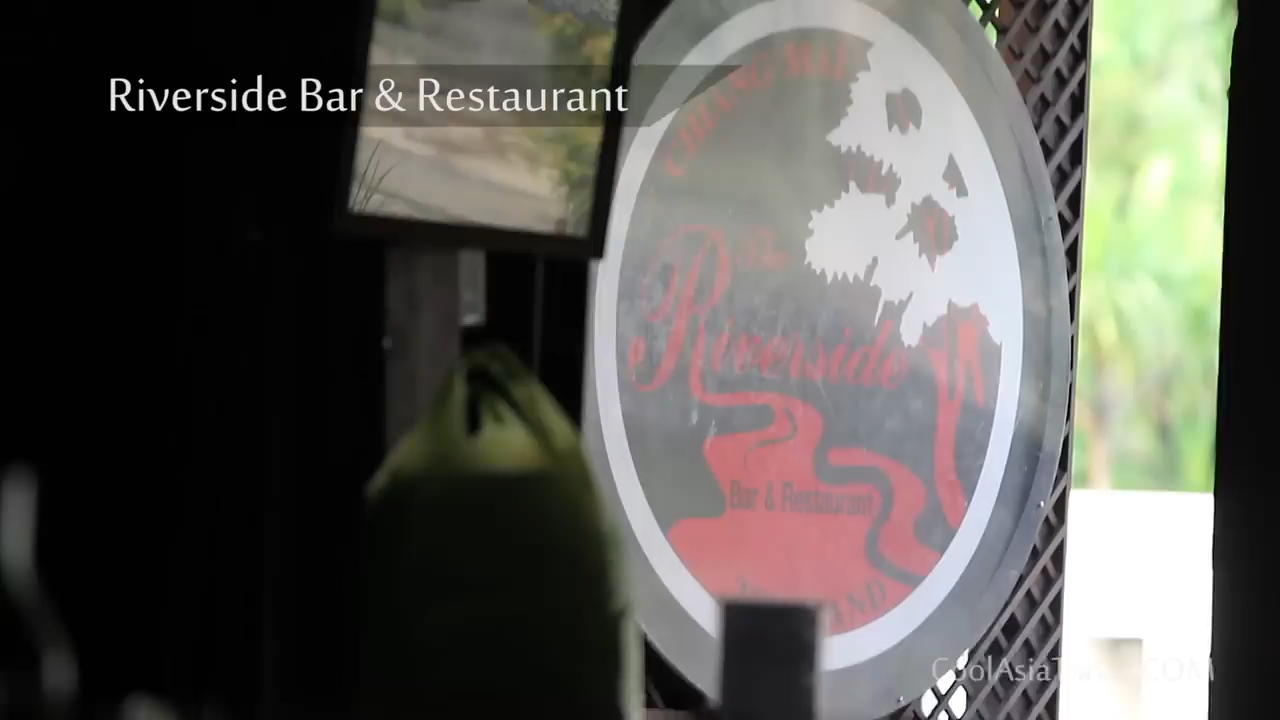 Riverside Bar & Restaurant
CHIANG MAI
The
Riverside
Bar & Restaurant